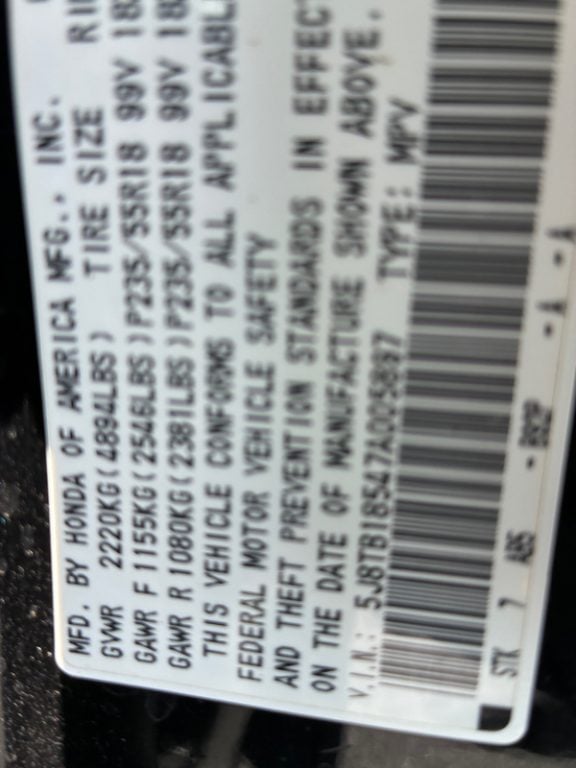 MFD. BY HONDA OF AMERICA MFG., INC.
GVWR 2220KG(4894LBS) TIRE SIZE
GAWR F 1155KG(2546LBS)P235/55R18 99V
GAWR R 1080KG(2381LBS)P235/55R18 99V
THIS VEHICLE CONFORMS TO ALL
FEDERAL MOTOR VEHICLE SAFETY
AND THEFT PREVENTION STANDARDS IN EFFECT
ON THE DATE OF MANUFACTURE SHOWN ABOVE.
V.I.N.: TYPE: MPV
STK 7 A85 - - A - A